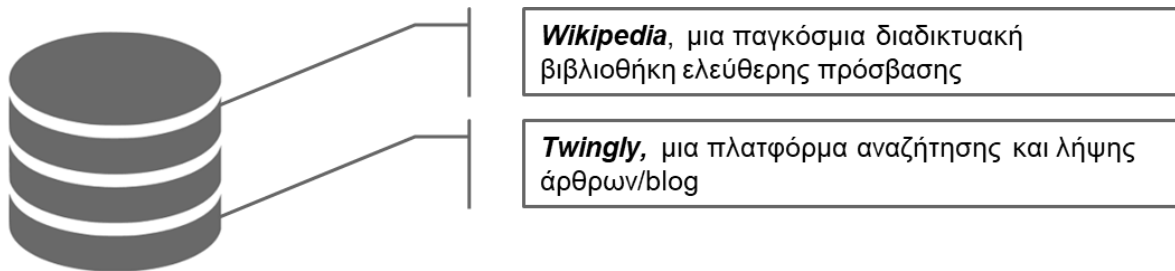 Wikipedia, μια παγκόσμια διαδικτυακή
βιβλιοθήκη ελεύθερης πρόσβασης
Twingly, μια πλατφόρμα αναζήτησης και λήψης
άρθρων/blog